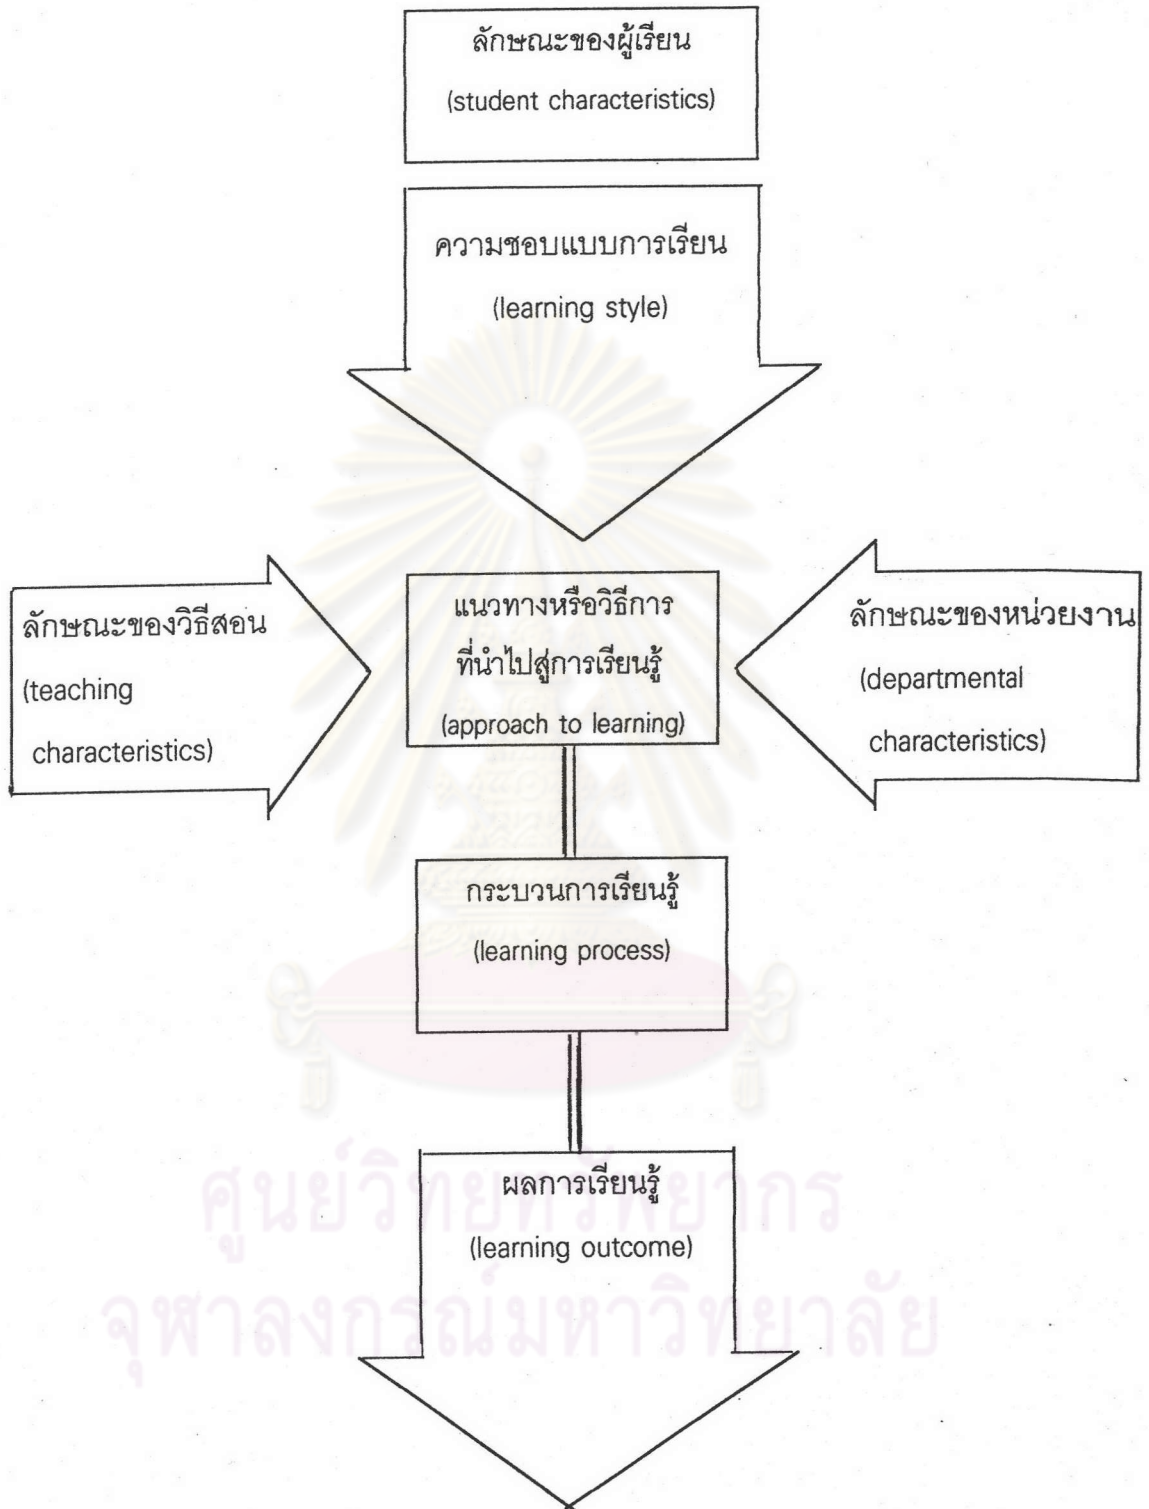 ลักษณะของผู้เรียน
(student characteristics)
ความชอบแบบการเรียน
(learning style)
ลักษณะของวิธีสอน
(teaching
characteristics)
แนวทางหรือวิธีการ
ที่นำไปสู่การเรียนรู้
(approach to learning)
ลักษณะของหน่วยงาน
(departmental
characteristics)
กระบวนการเรียนรู้
(learning process)
ผลการเรียนรู้
(learning outcome)
ศูนย์วิทยทรัพยากร
จุฬาลงกรณ์มหาวิทยาลัย